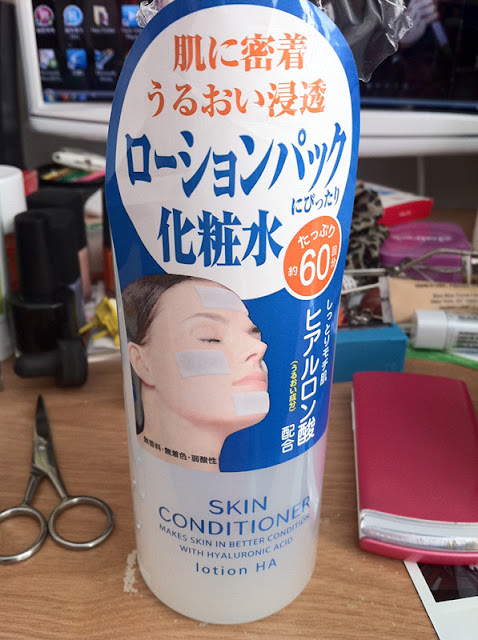 肌に密着
うるおい浸透
ローションパック
にぴったり
化粧水
たっぷり
約60回分
しっとりモチ肌
ヒアルロン酸
(うるおい成分)
配合
無香料・無着色・弱酸性
SKIN
CONDITIONER
MAKES SKIN IN BETTER CONDITION
WITH HYALURONIC ACID
lotion HA